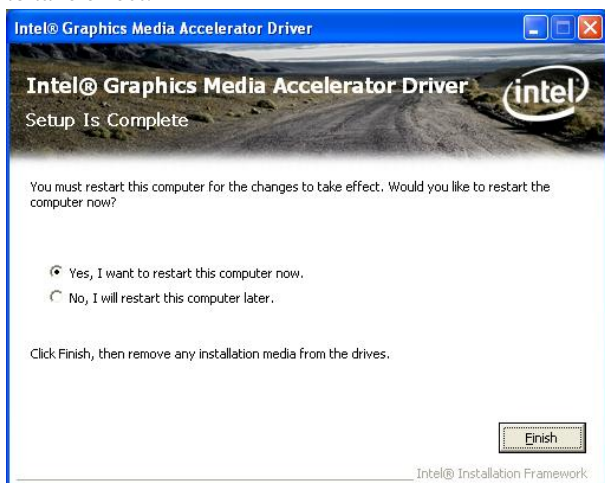 Intel® Graphics Media Accelerator Driver
Intel® Graphics Media Accelerator Driver
Setup Is Complete
intel
You must restart this computer for the changes to take effect. Would you like to restart the
computer now?
Yes, I want to restart this computer now.
No, I will restart this computer later.
Click Finish, then remove any installation media from the drives.
Finish
Intel® Installation Framework